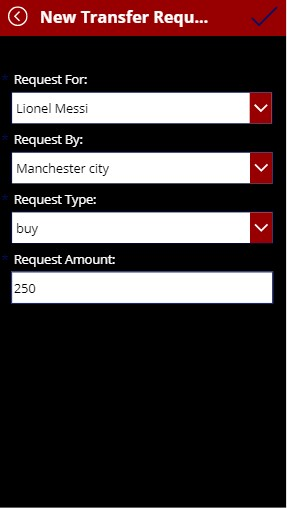 New Transfer Requ...
* Request For:
Lionel Messi
* Request By:
Manchester city
* Request Type:
buy
* Request Amount:
250